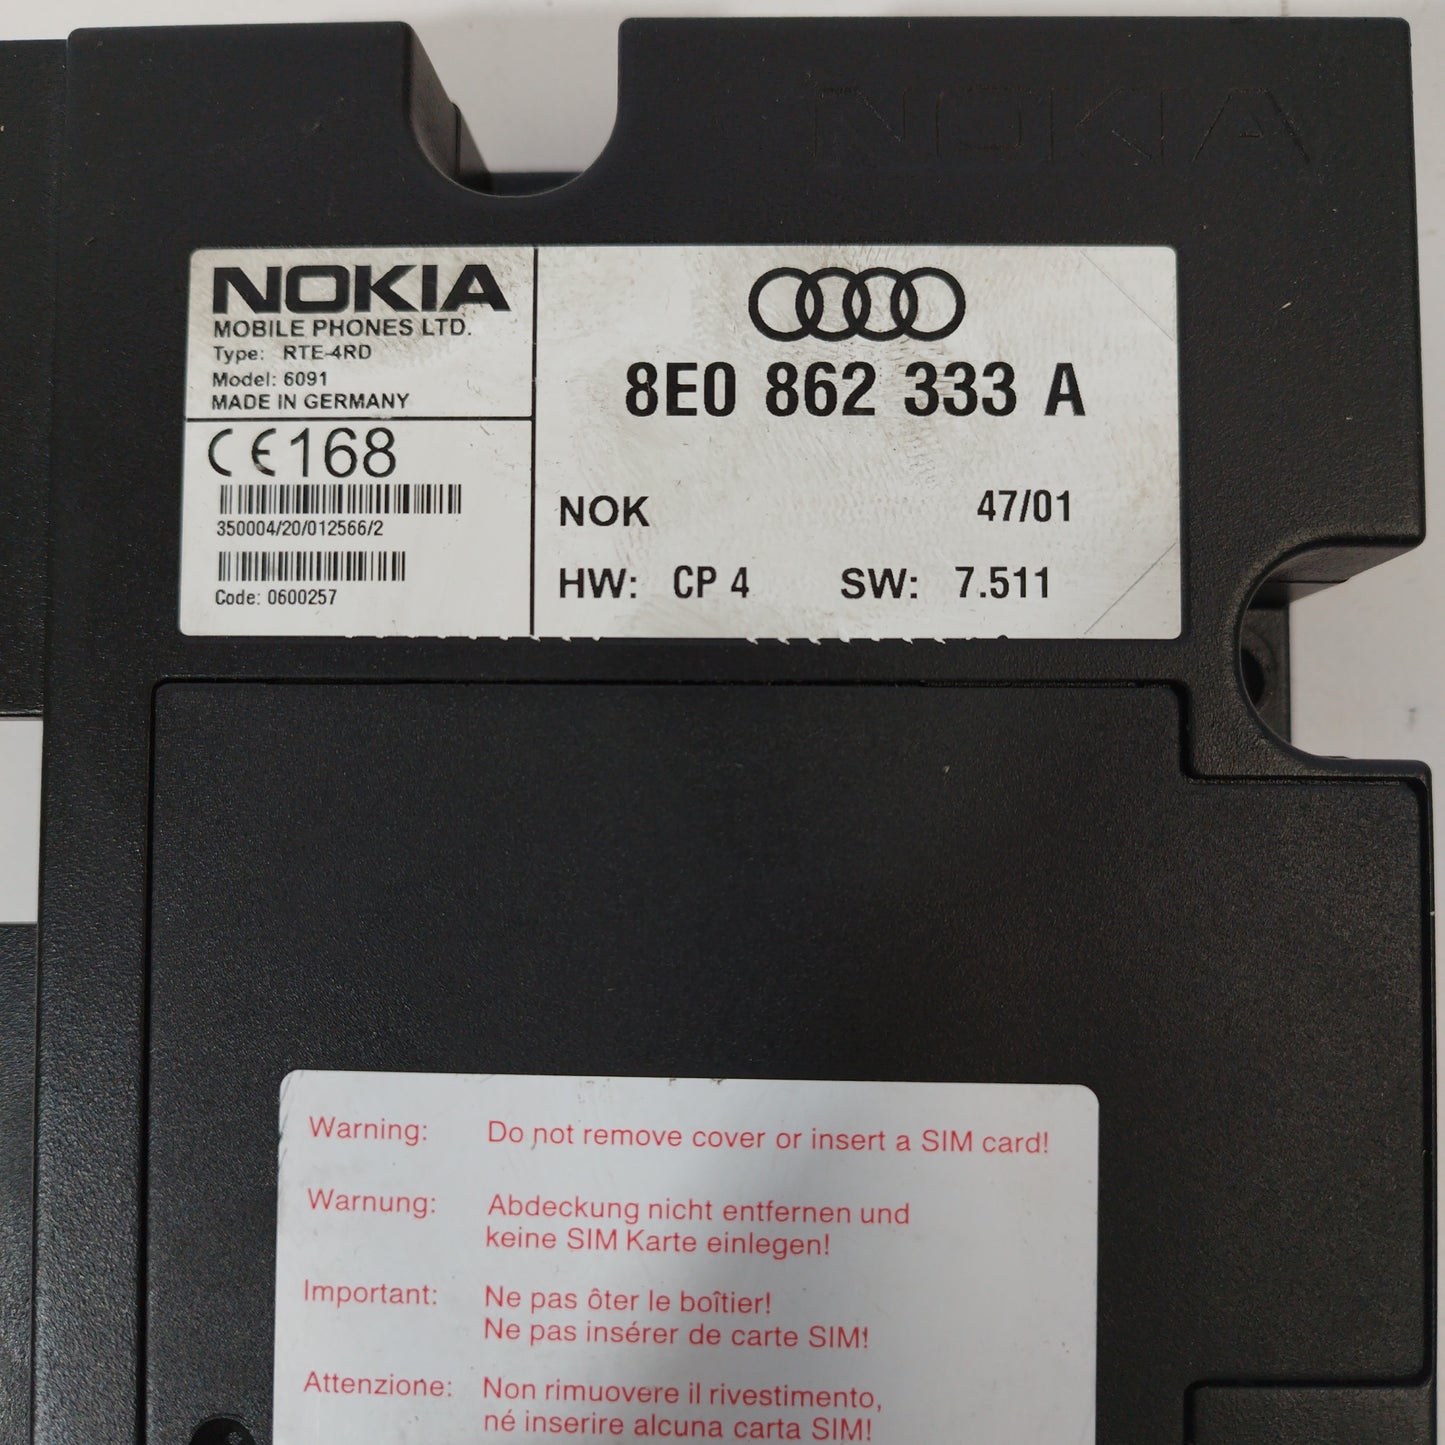 NOKIA
NOKIA
MOBILE PHONES LTD.
Type: RTE-4RD
Model: 6091
MADE IN GERMANY
CE168
350004/20/012566/2
Code: 0600257
8E0 862 333 A
NOK 47/01
HW: CP 4 SW: 7.511
Warning: Do not remove cover or insert a SIM card!
Warnung: Abdeckung nicht entfernen und
keine SIM Karte einlegen!
Important: Ne pas ôter le boîtier!
Ne pas insérer de carte SIM!
Attenzione: Non rimuovere il rivestimento,
né inserire alcuna carta SIM!